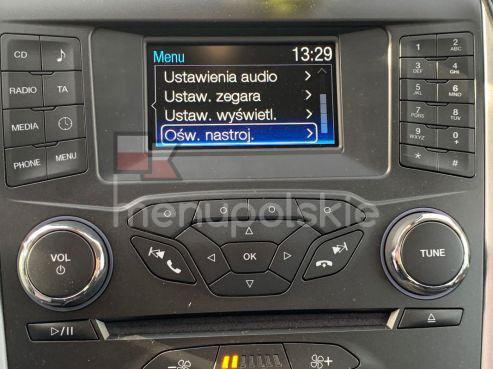 Menu 13:29
Ustawienia audio
Ustaw. zegara
Ustaw. wyświetl.
Ośw. nastroj.
CD
RADIO TA
MEDIA
PHONE MENU
1 2 ABC
3 DEF 4 GHI
5 JKL 6 MNO
7 PQRS 8 TUV
9 WXYZ 0 +
* #
menupolskie
VOL
OK
TUNE